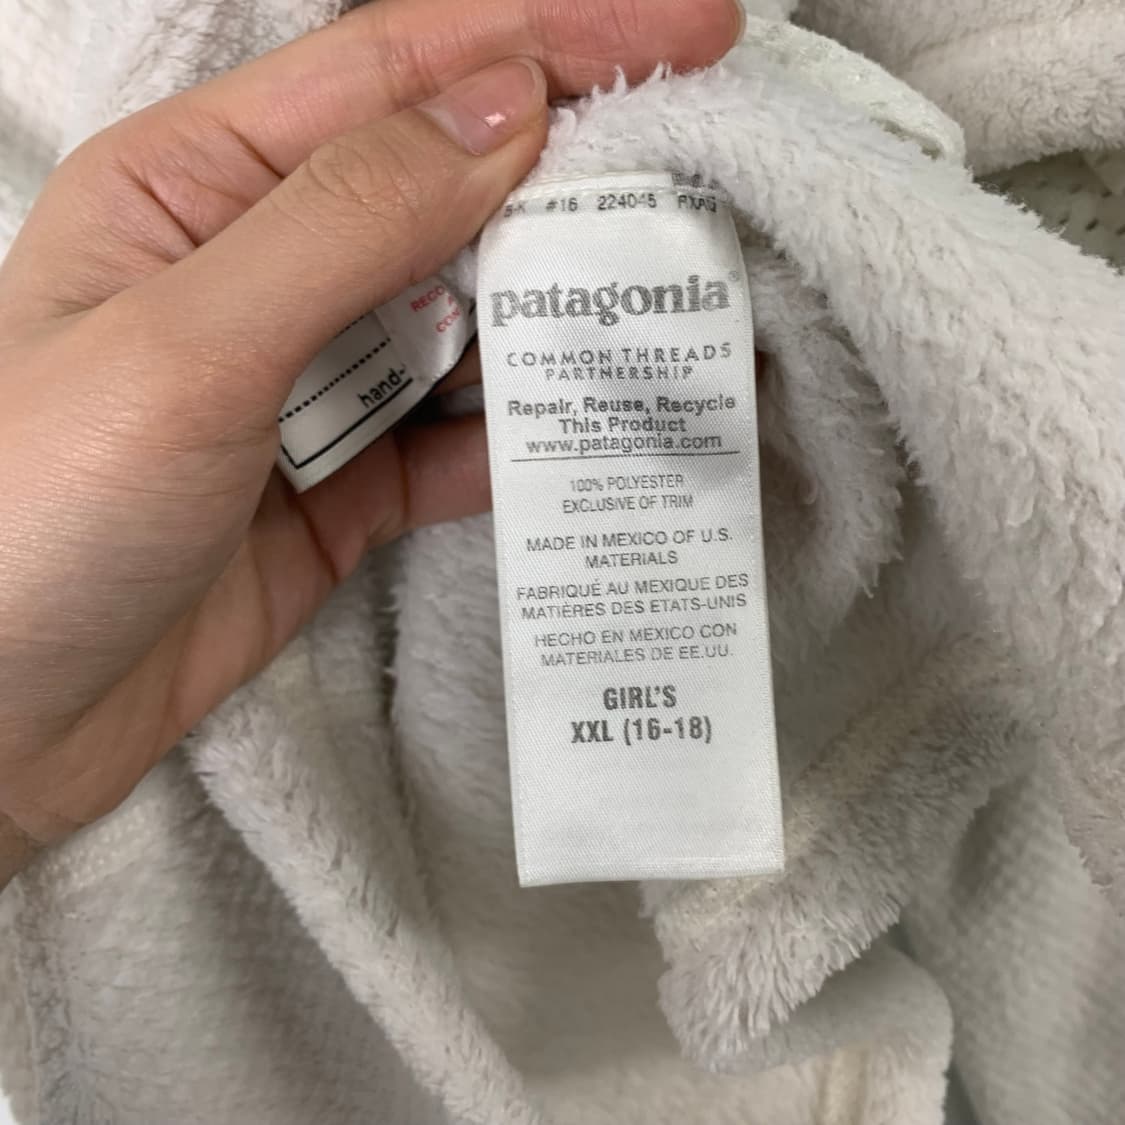 #16 224045
patagonia®
COMMON THREADS
PARTNERSHIP
Repair, Reuse, Recycle
This Product
www.patagonia.com
100% POLYESTER
EXCLUSIVE OF TRIM
MADE IN MEXICO OF U.S.
MATERIALS
FABRIQUÉ AU MEXIQUE DES
MATIÈRES DES ETATS-UNIS
HECHO EN MEXICO CON
MATERIALES DE EE.UU.
GIRL'S
XXL (16-18)
hand-